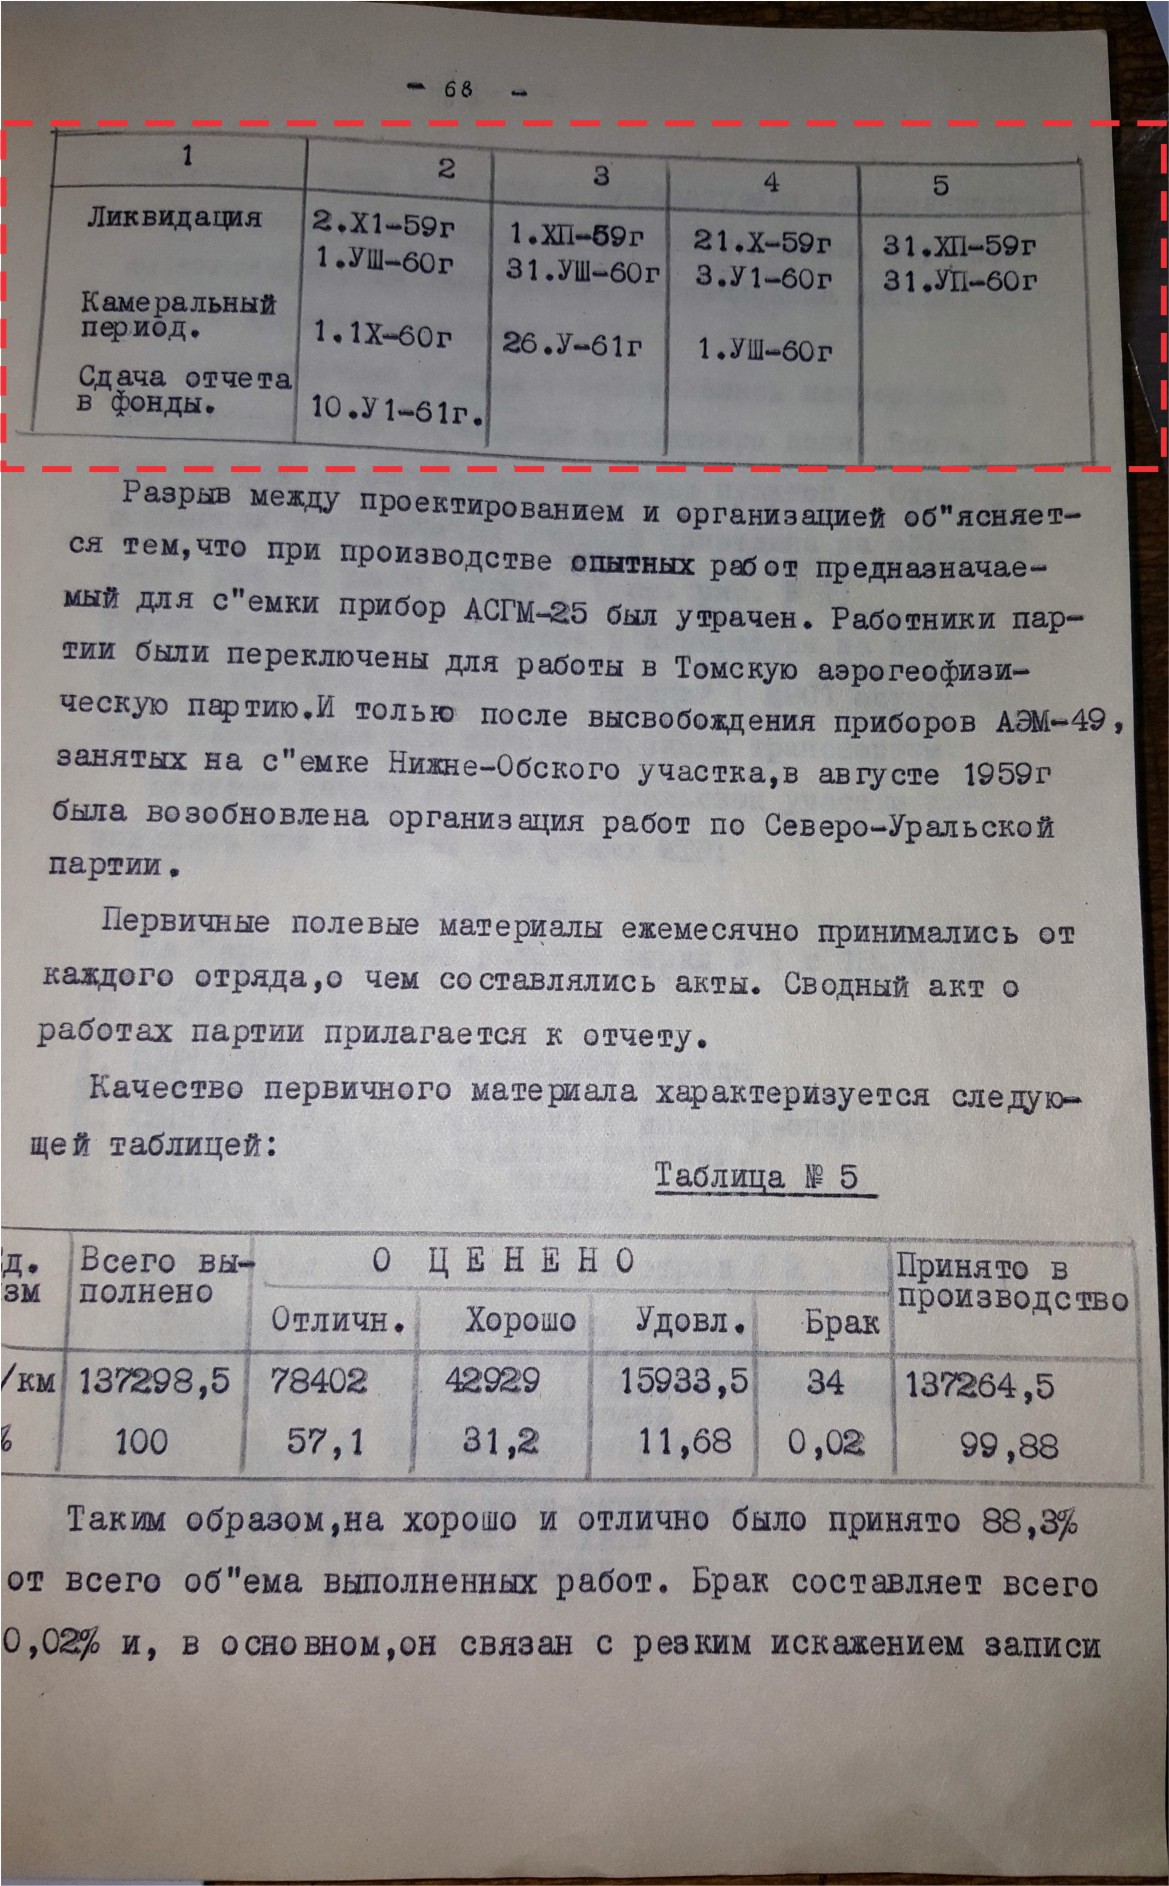 - 68 -
1 2 3 4 5
Ликвидация 2.Х1-59г 1.ХП-59г 21.Х-59г 31.ХП-59г
1.УШ-60г 31.УШ-60г 3.У1-60г 31.УП-60г
Камеральный
период. 1.1Х-60г 26.У-61г 1.УШ-60г
Сдача отчета
в фонды. 10.У1-61г.
Разрыв между проектированием и организацией об"ясняет-
ся тем,что при производстве опытных работ предназначае-
мый для с"емки прибор АСГМ-25 был утрачен. Работники пар-
тии были переключены для работы в Томскую аэрогеофизи-
ческую партию.И толью после высвобождения приборов АЭМ-49,
занятых на с"емке Нижне-Обского участка,в августе 1959г
была возобновлена организация работ по Северо-Уральской
партии.
Первичные полевые материалы ежемесячно принимались от
каждого отряда,о чем составлялись акты. Сводный акт о
работах партии прилагается к отчету.
Качество первичного материала характеризуется следую-
щей таблицей:
Таблица № 5
д. Всего вы- О Ц Е Н Е Н О Принято в
зм полнено производство
Отличн. Хорошо Удовл. Брак
/км 137298,5 78402 42929 15933,5 34 137264,5
% 100 57,1 31,2 11,68 0,02 99,88
Таким образом,на хорошо и отлично было принято 88,3%
от всего об"ема выполненных работ. Брак составляет всего
0,02% и, в основном,он связан с резким искажением записи